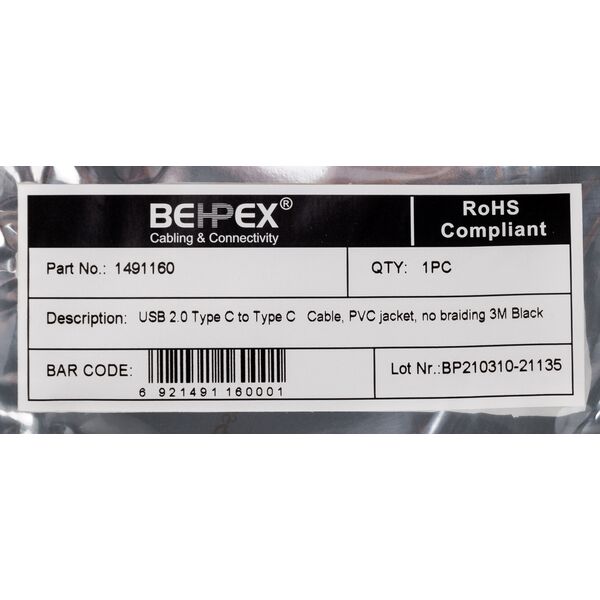 BEHPEX®
Cabling & Connectivity
RoHS
Compliant
Part No.: 1491160
QTY: 1PC
Description: USB 2.0 Type C to Type C Cable, PVC jacket, no braiding 3M Black
BAR CODE:
6 921491 160001
Lot Nr.:BP210310-21135